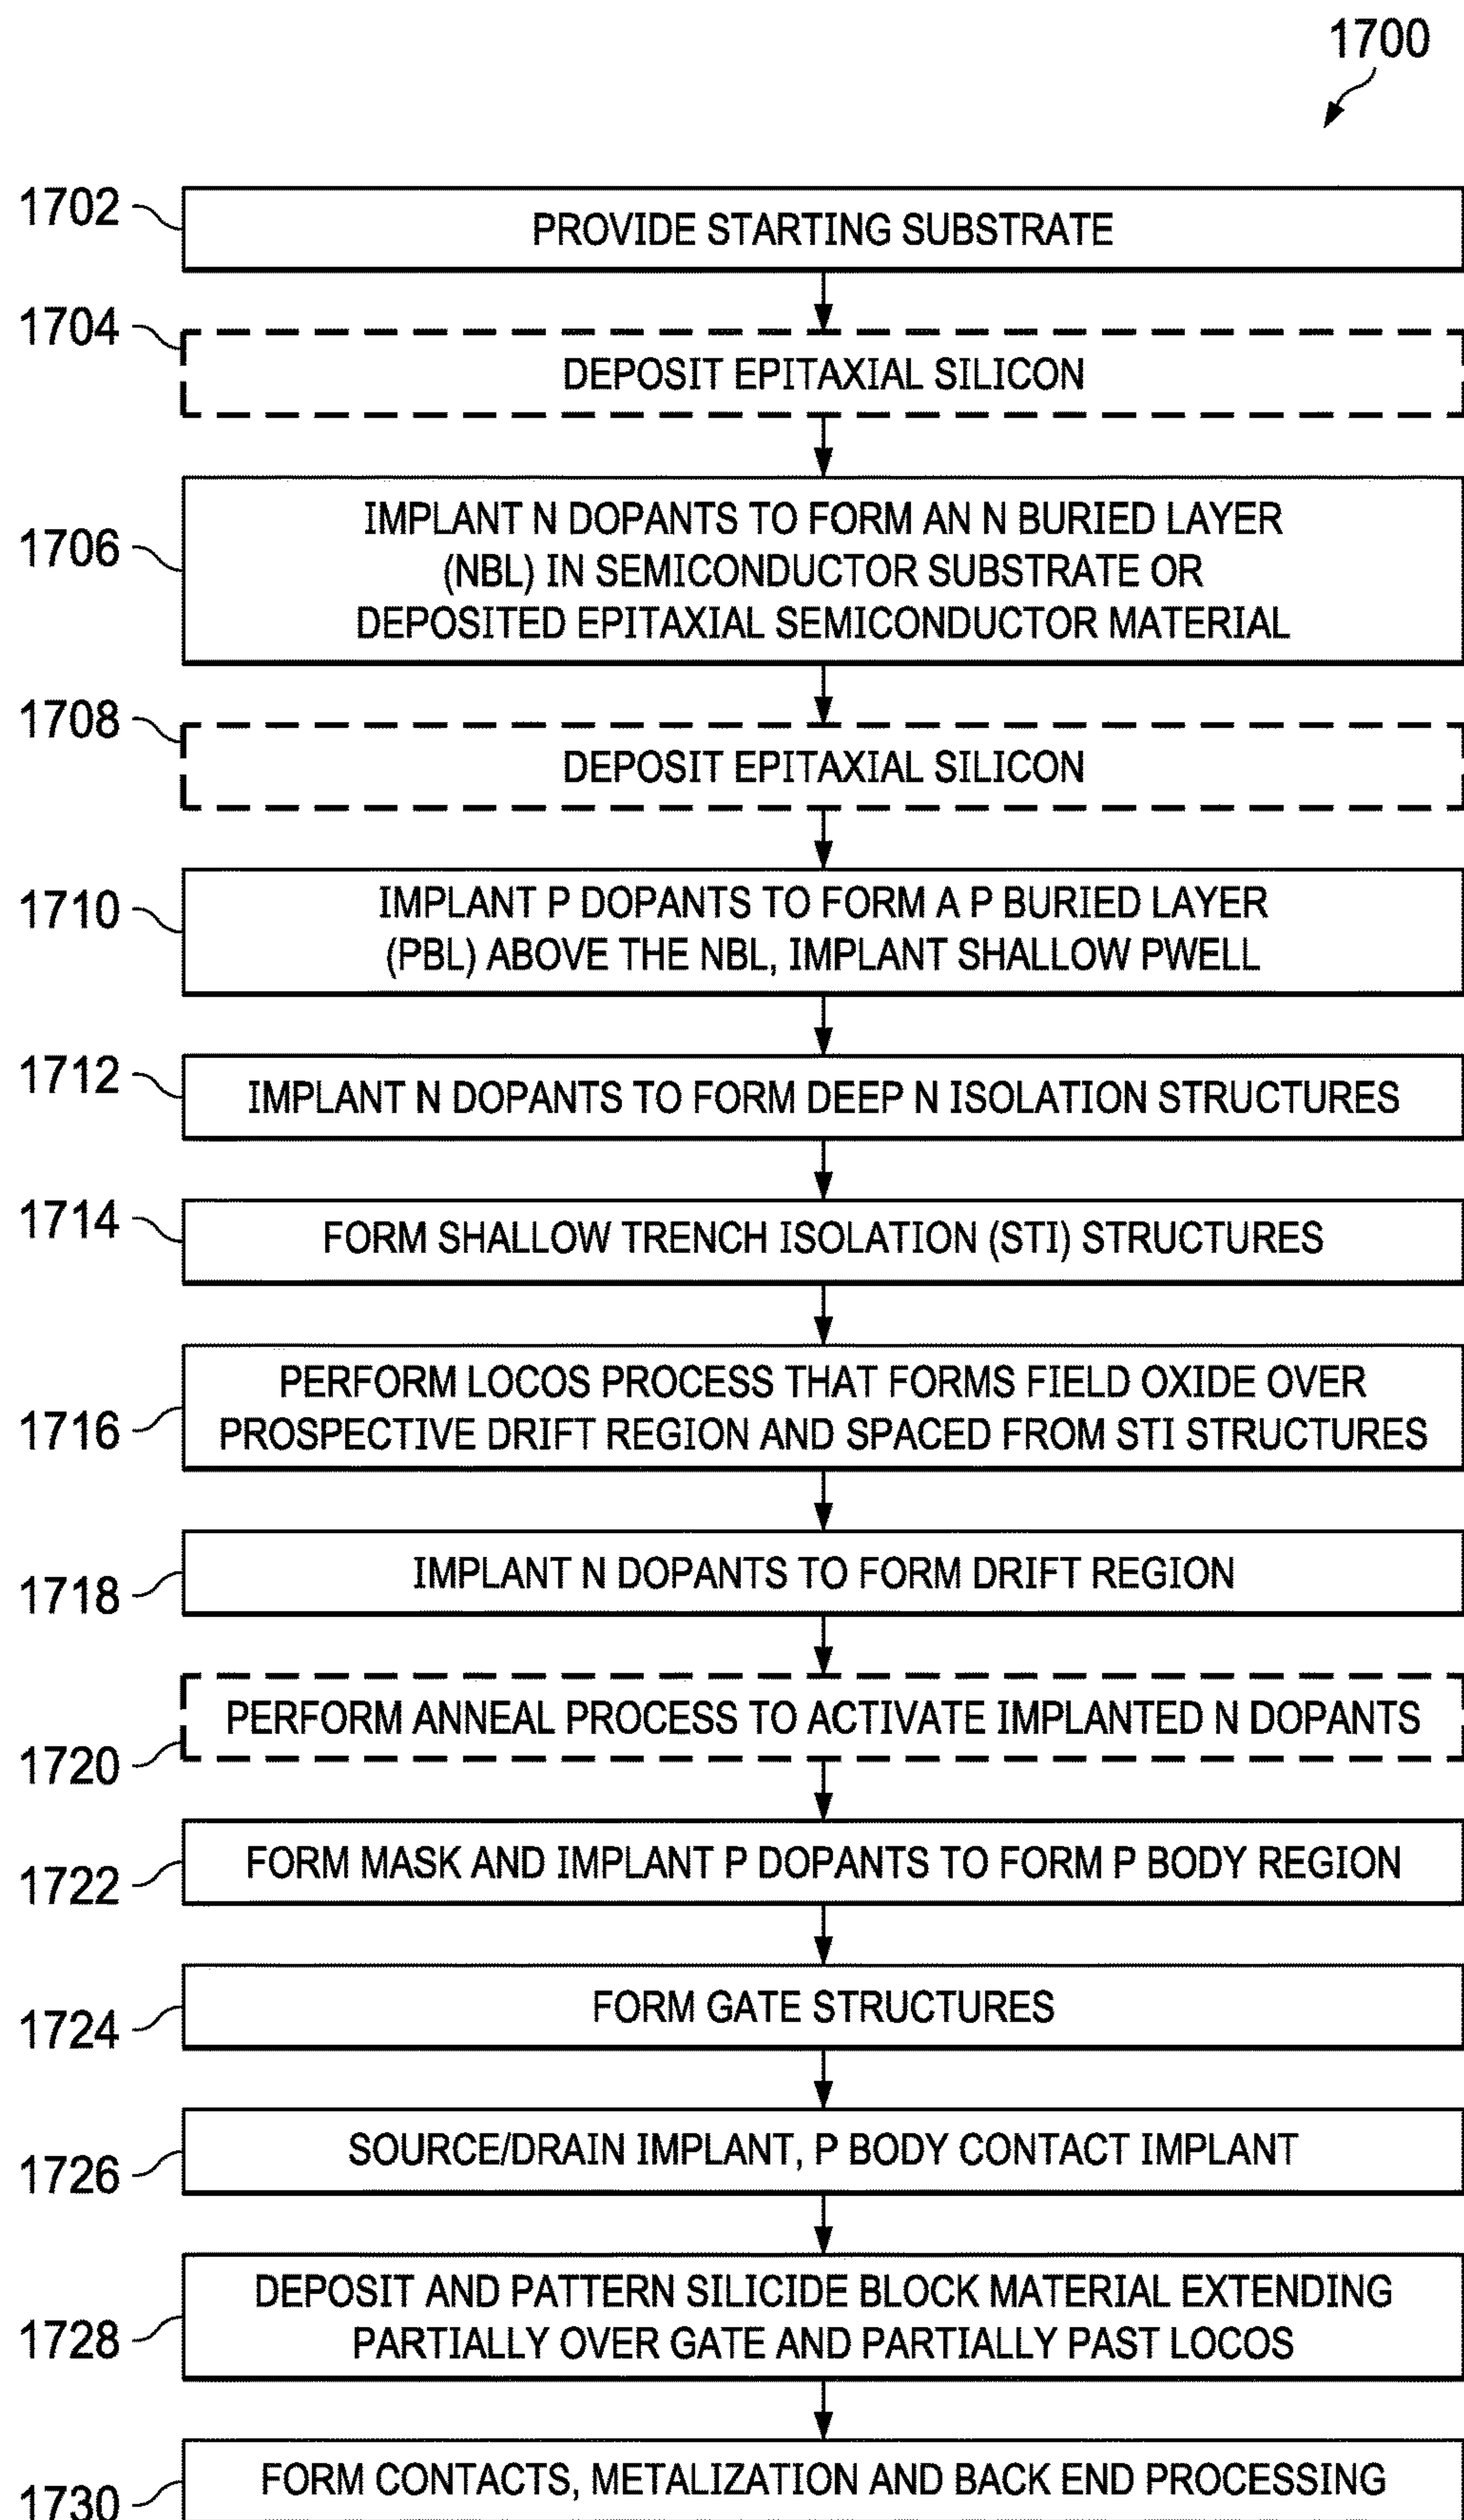 1700
1702
PROVIDE STARTING SUBSTRATE
1704
DEPOSIT EPITAXIAL SILICON
1706
IMPLANT N DOPANTS TO FORM AN N BURIED LAYER
(NBL) IN SEMICONDUCTOR SUBSTRATE OR
DEPOSITED EPITAXIAL SEMICONDUCTOR MATERIAL
1708
DEPOSIT EPITAXIAL SILICON
1710
IMPLANT P DOPANTS TO FORM A P BURIED LAYER
(PBL) ABOVE THE NBL, IMPLANT SHALLOW PWELL
1712
IMPLANT N DOPANTS TO FORM DEEP N ISOLATION STRUCTURES
1714
FORM SHALLOW TRENCH ISOLATION (STI) STRUCTURES
1716
PERFORM LOCOS PROCESS THAT FORMS FIELD OXIDE OVER
PROSPECTIVE DRIFT REGION AND SPACED FROM STI STRUCTURES
1718
IMPLANT N DOPANTS TO FORM DRIFT REGION
1720
PERFORM ANNEAL PROCESS TO ACTIVATE IMPLANTED N DOPANTS
1722
FORM MASK AND IMPLANT P DOPANTS TO FORM P BODY REGION
1724
FORM GATE STRUCTURES
1726
SOURCE/DRAIN IMPLANT, P BODY CONTACT IMPLANT
1728
DEPOSIT AND PATTERN SILICIDE BLOCK MATERIAL EXTENDING
PARTIALLY OVER GATE AND PARTIALLY PAST LOCOS
1730
FORM CONTACTS, METALIZATION AND BACK END PROCESSING